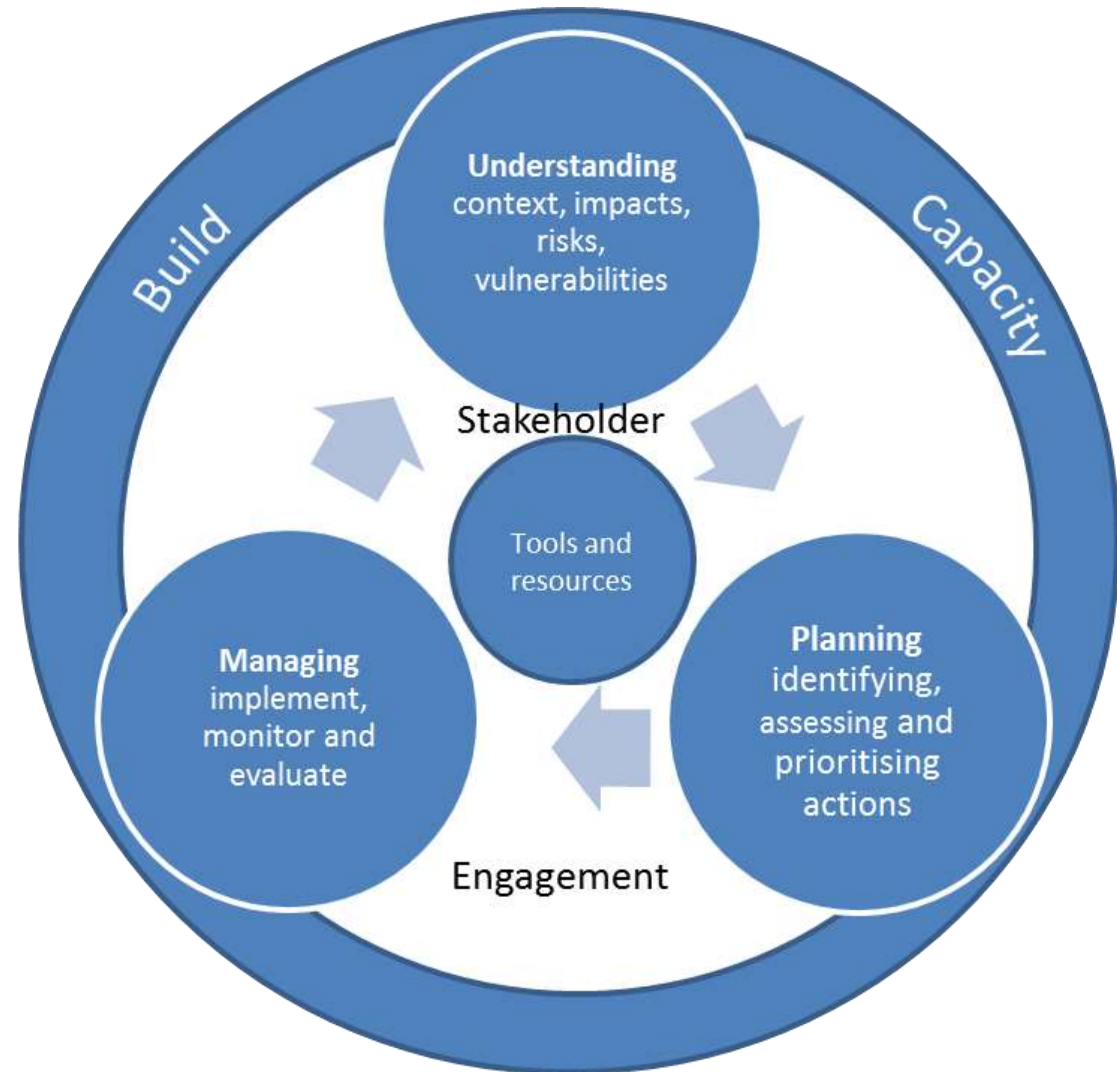 Build
Capacity
Understanding
context, impacts,
risks,
vulnerabilities
Stakeholder
Tools and
resources
Managing
implement,
monitor and
evaluate
Planning
identifying,
assessing and
prioritising
actions
Engagement